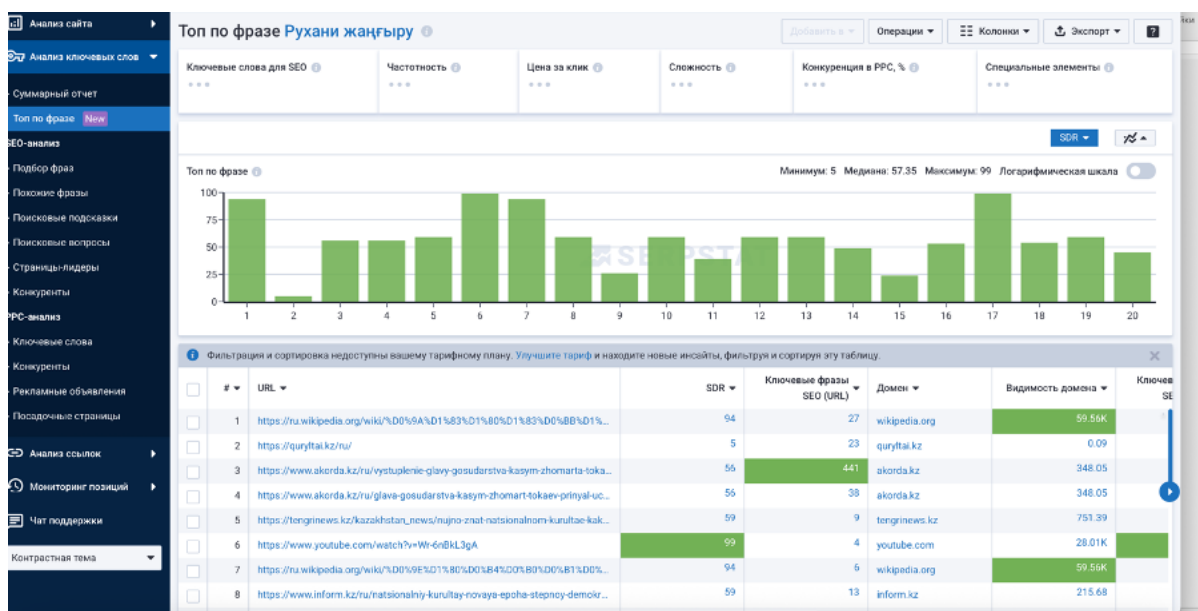 Анализ сайта
Анализ ключевых слов
Суммарный отчет
Топ по фразе New
SEO-анализ
Подбор фраз
Похожие фразы
Поисковые подсказки
Поисковые вопросы
Страницы-лидеры
Конкуренты
PPC-анализ
Ключевые слова
Конкуренты
Рекламные объявления
Посадочные страницы
Анализ ссылок
Мониторинг позиций
Чат поддержки
Контрастная тема
Топ по фразе Рухани жаңғыру
Добавить в Операции Колонки Экспорт ?
Ключевые слова для SEO Частотность Цена за клик Сложность Конкуренция в PPC, % Специальные элементы
SDR
Топ по фразе Минимум: 5 Медиана: 57.35 Максимум: 99 Логарифмическая шкала
100
75
50
25
0
SERPSTAT
1 2 3 4 5 6 7 8 9 10 11 12 13 14 15 16 17 18 19 20
Фильтрация и сортировка недоступны вашему тарифному плану. Улучшите тариф и находите новые инсайты, фильтруя и сортируя эту таблицу.
# URL SDR Ключевые фразы SEO (URL) Домен Видимость домена Ключев SE
1 https://ru.wikipedia.org/wiki/%D0%9A%D1%83%D1%80%D1%83%D0%BB%D1%... 94 27 wikipedia.org 59.56K
2 https://quryltai.kz/ru/ 5 23 quryltai.kz 0.09
3 https://www.akorda.kz/ru/vystuplenie-glavy-gosudarstva-kasym-zhomarta-toka... 56 441 akorda.kz 348.05
4 https://www.akorda.kz/ru/glava-gosudarstva-kasym-zhomart-tokaev-prinyal-uc... 56 38 akorda.kz 348.05
5 https://tengrinews.kz/kazakhstan_news/nujno-znat-natsionalnom-kurultae-kak... 59 9 tengrinews.kz 751.39
6 https://www.youtube.com/watch?v=Wr-6nBkL3gA 99 4 youtube.com 28.01K
7 https://ru.wikipedia.org/wiki/%D0%9E%D1%80%D0%B4%D0%B0%D0%B1%D0%... 94 6 wikipedia.org 59.56K
8 https://www.inform.kz/ru/natsionalniy-kurultay-novaya-epoha-stepnoy-demokr... 59 13 inform.kz 215.68